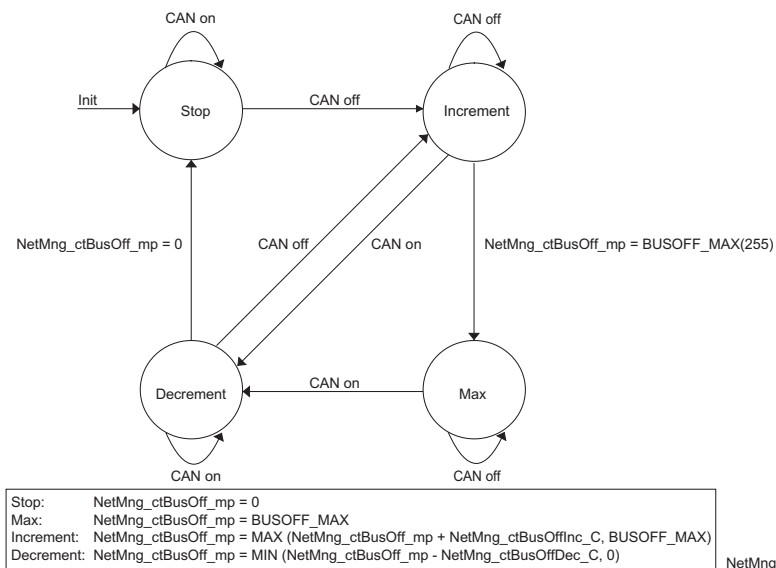 CAN on
CAN off
Init
Stop
CAN off
Increment
NetMng_ctBusOff_mp = 0
CAN off
CAN on
NetMng_ctBusOff_mp = BUSOFF_MAX(255)
Decrement
CAN on
Max
CAN on
CAN off
Stop: NetMng_ctBusOff_mp = 0
Max: NetMng_ctBusOff_mp = BUSOFF_MAX
Increment: NetMng_ctBusOff_mp = MAX (NetMng_ctBusOff_mp + NetMng_ctBusOffInc_C, BUSOFF_MAX)
Decrement: NetMng_ctBusOff_mp = MIN (NetMng_ctBusOff_mp - NetMng_ctBusOffDec_C, 0)
NetMng